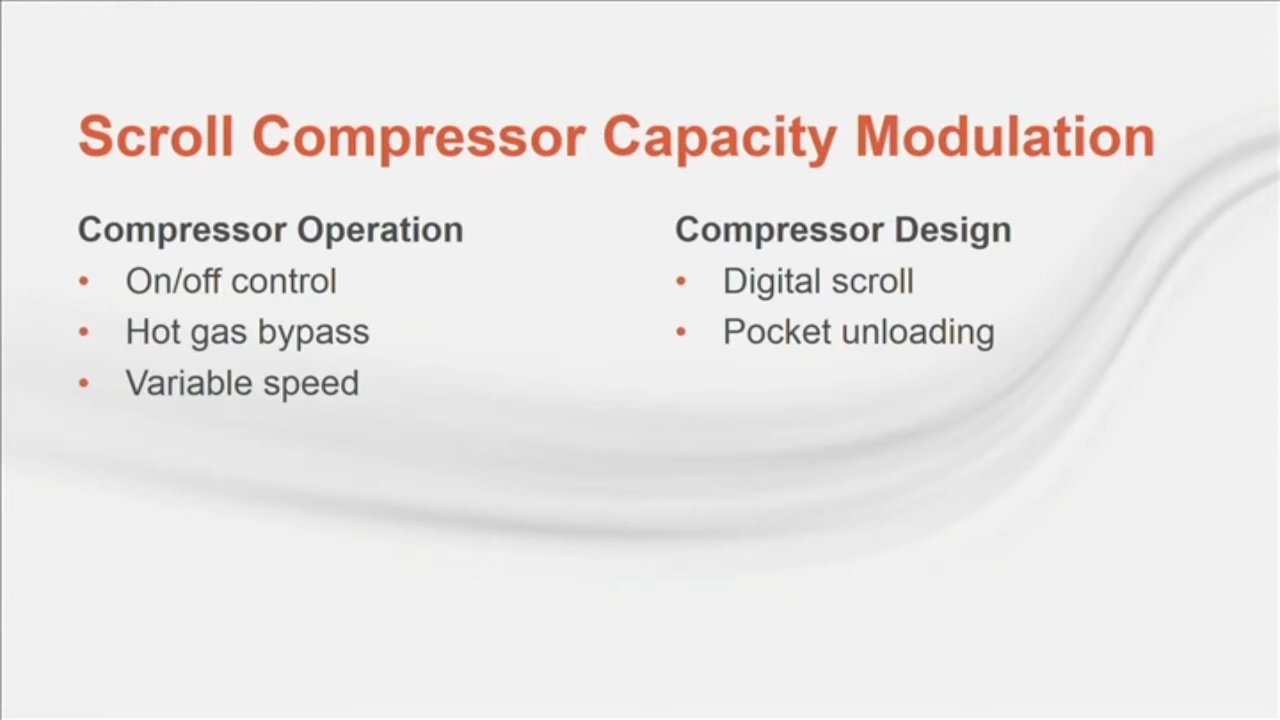 Scroll Compressor Capacity Modulation
Compressor Operation
• On/off control
• Hot gas bypass
• Variable speed
Compressor Design
• Digital scroll
• Pocket unloading